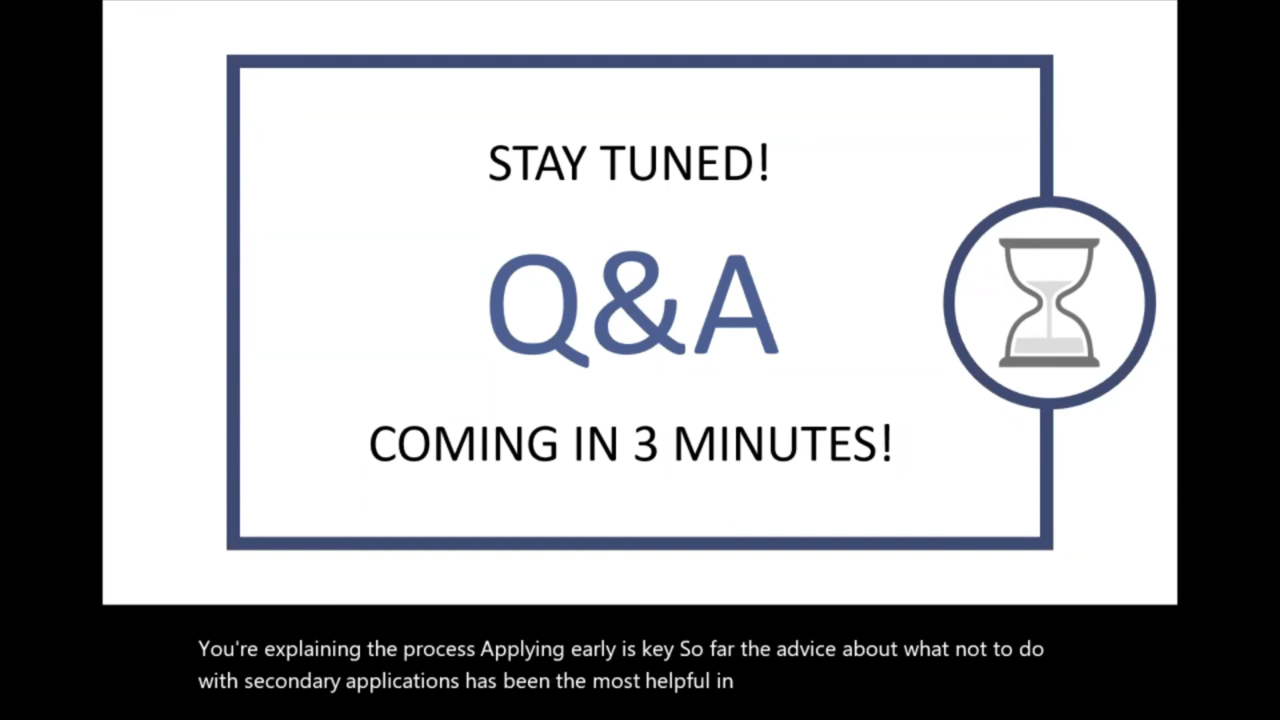 STAY TUNED!
Q&A
COMING IN 3 MINUTES!
You're explaining the process Applying early is key So far the advice about what not to do
with secondary applications has been the most helpful in